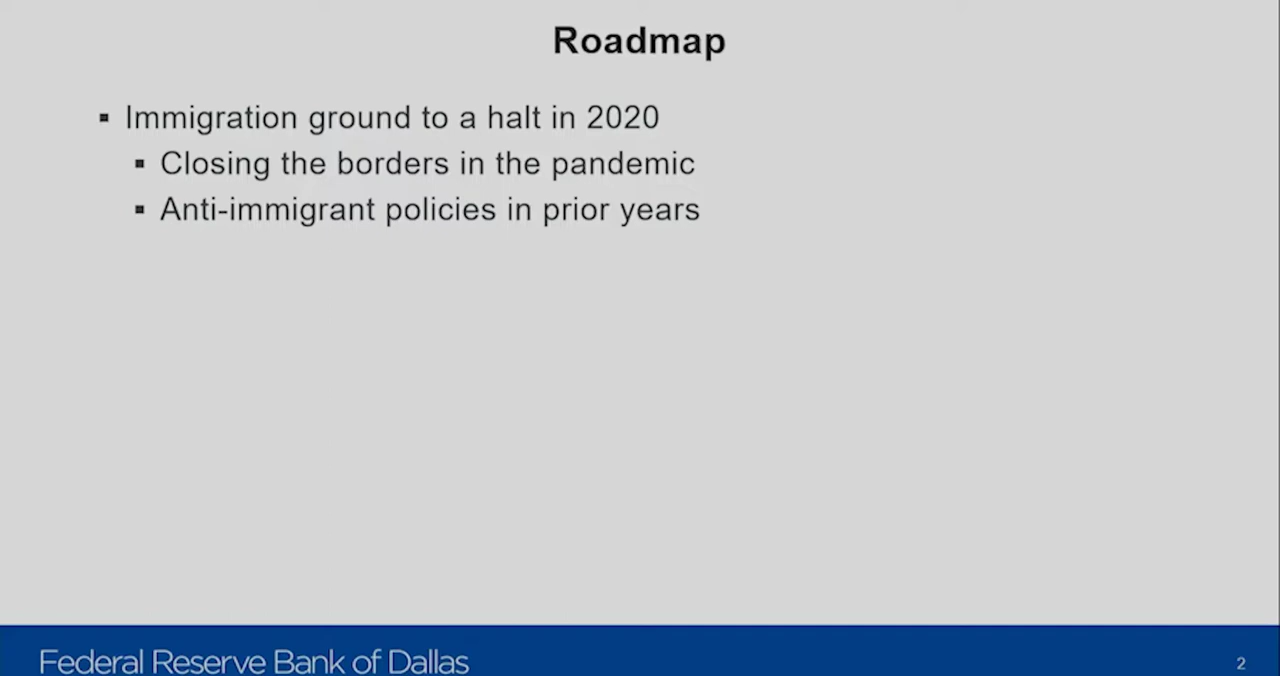 Roadmap
Immigration ground to a halt in 2020
Closing the borders in the pandemic
Anti-immigrant policies in prior years
Federal Reserve Bank of Dallas
2